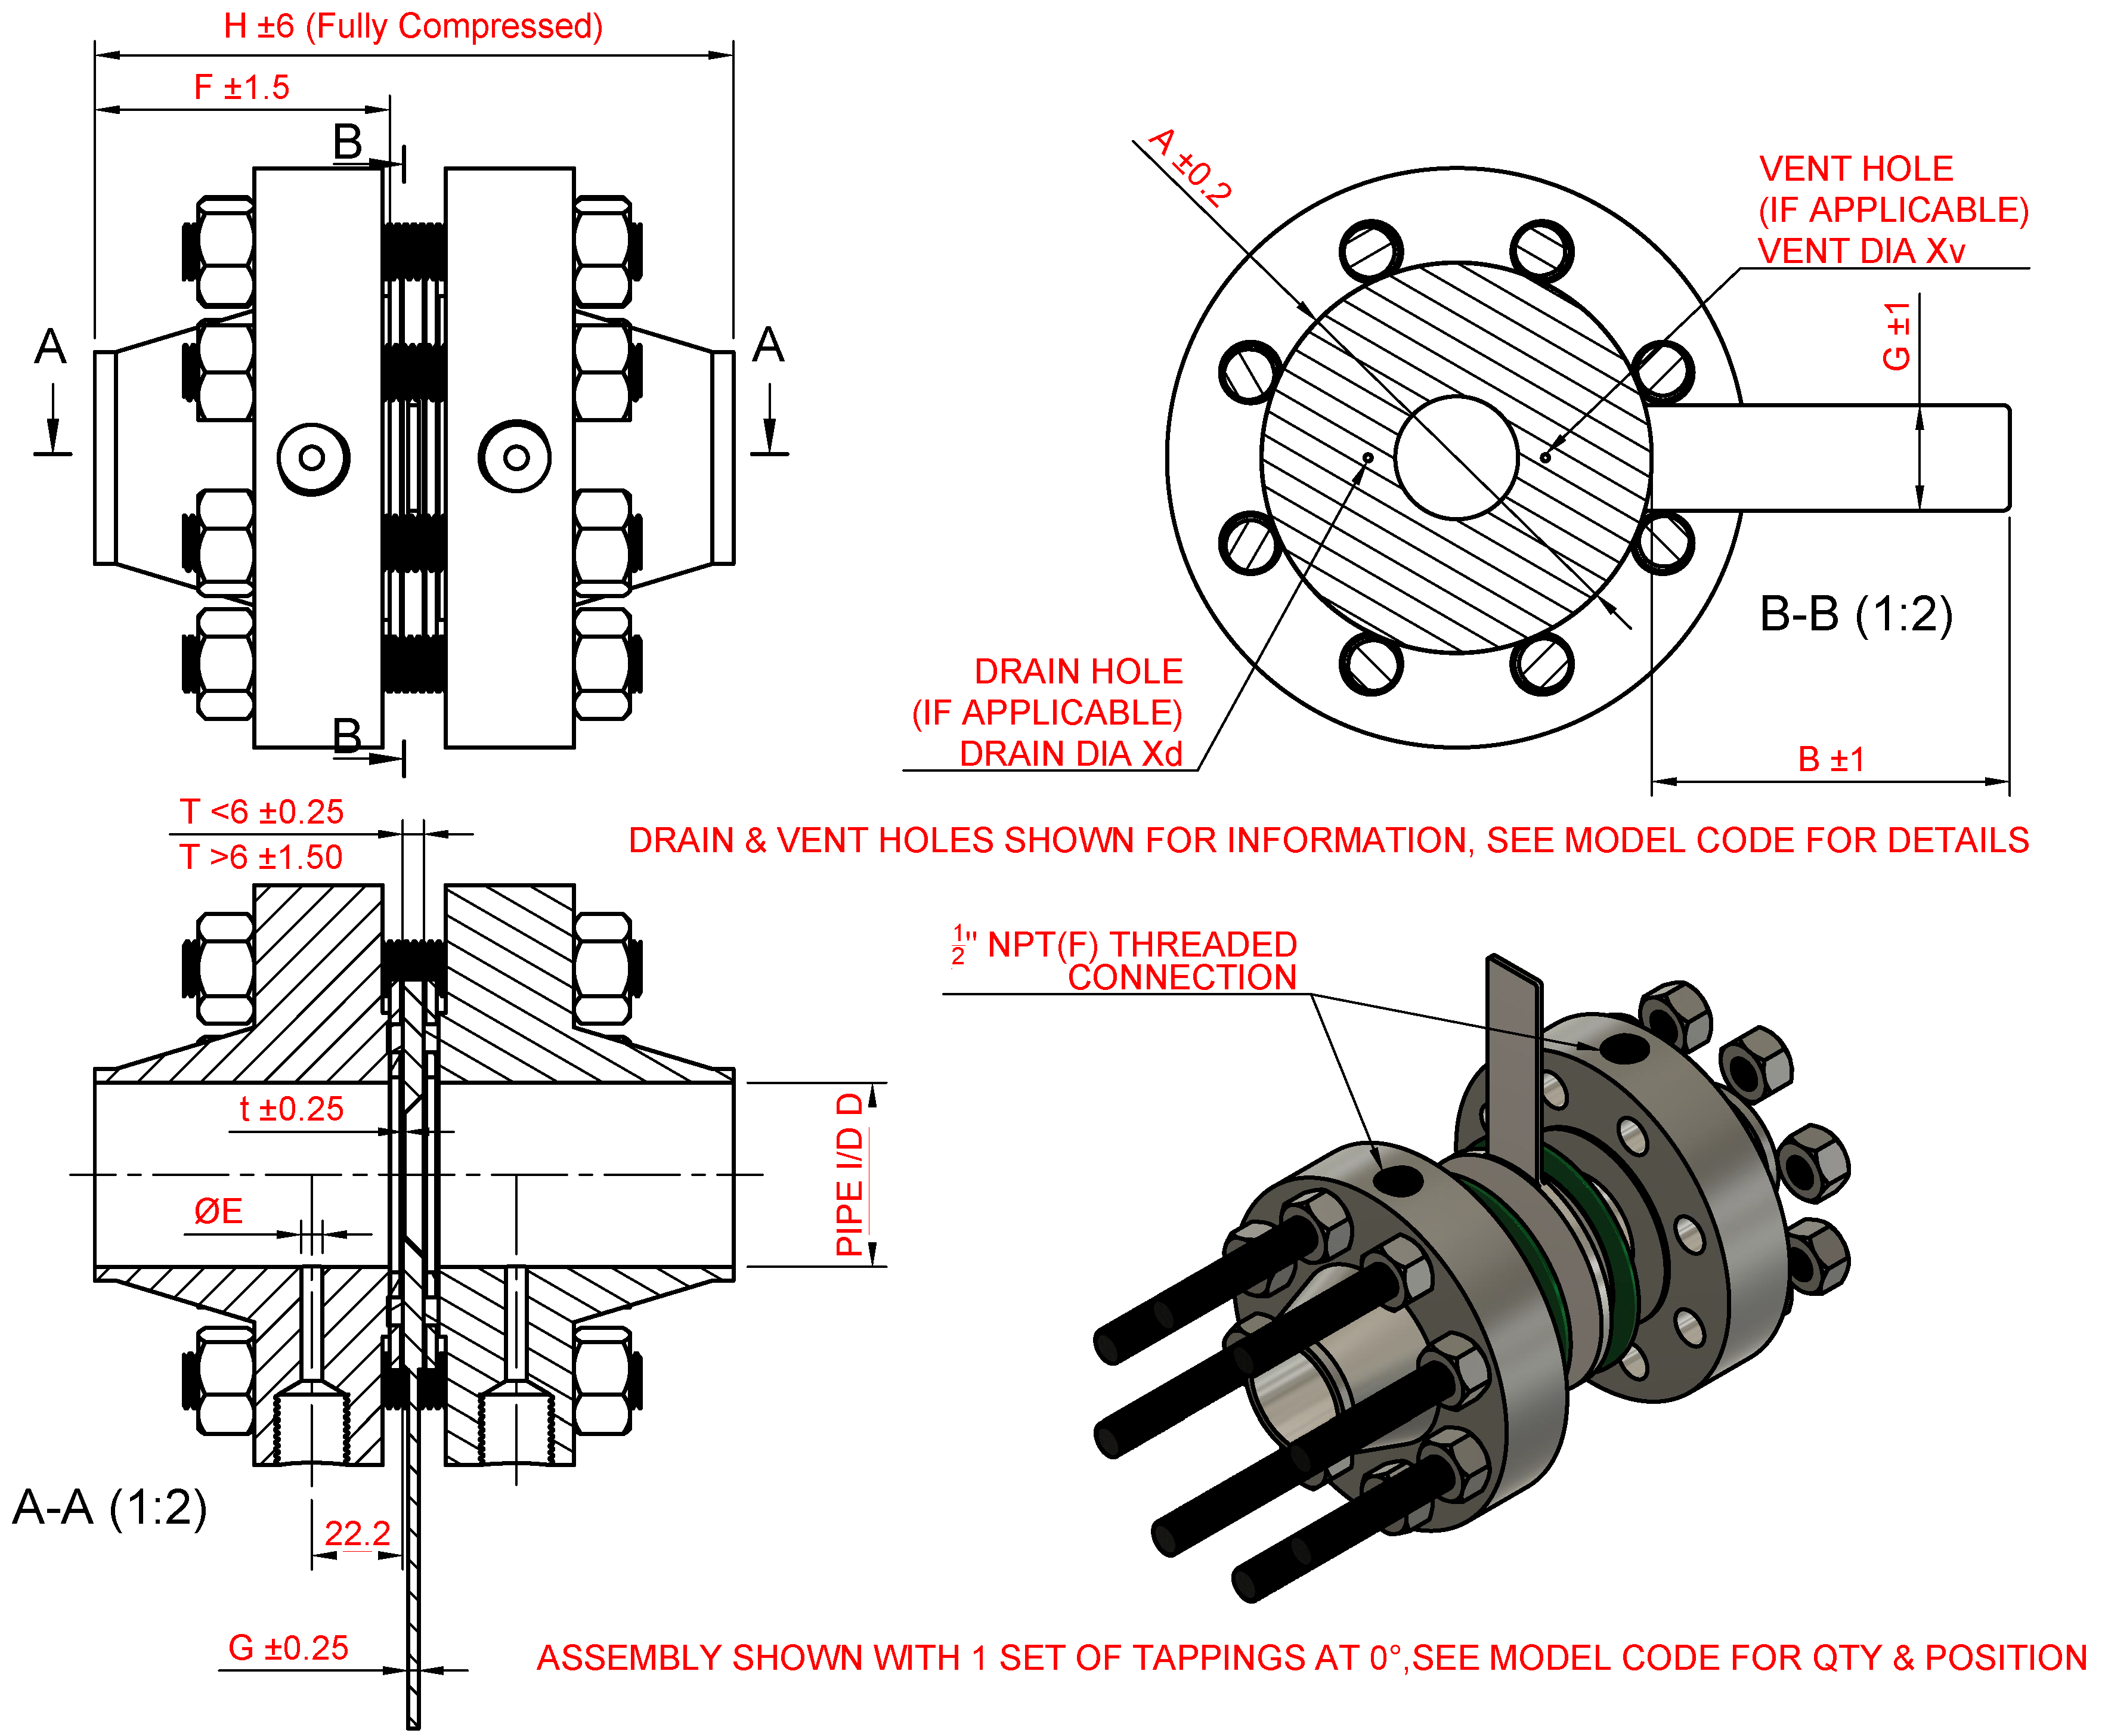 H ±6 (Fully Compressed)
F ±1.5
B
A
A
B
A ±0.2
VENT HOLE
(IF APPLICABLE)
VENT DIA Xv
G ±1
B-B (1:2)
DRAIN HOLE
(IF APPLICABLE)
DRAIN DIA Xd
B ±1
T <6 ±0.25
T >6 ±1.50
DRAIN & VENT HOLES SHOWN FOR INFORMATION, SEE MODEL CODE FOR DETAILS
½" NPT(F) THREADED
CONNECTION
t ±0.25
PIPE I/D D
ØE
A-A (1:2)
22.2
G ±0.25
ASSEMBLY SHOWN WITH 1 SET OF TAPPINGS AT 0°,SEE MODEL CODE FOR QTY & POSITION